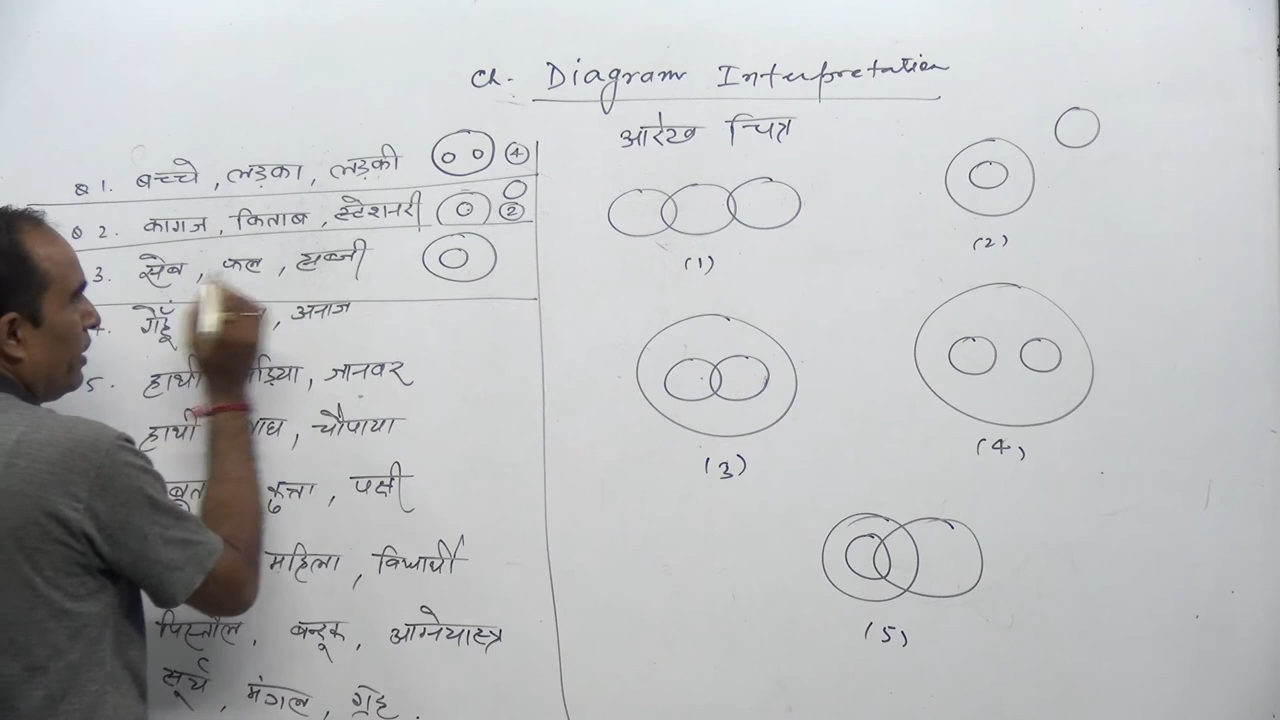 Ch. Diagram Interpretation
आरेख चित्र
1. बच्चे, लड़का, लड़की (4)
2. कागज, किताब, स्टेशनरी (2)
3. सेब, फल, सब्जी
गेहूँ , अनाज
5. हाथी , जानवर
हाथी , चौपाया
कुत्ता, पक्षी
महिला, विद्यार्थी
पिस्तौल, बन्दूक, आग्नेयास्त्र
सूर्य, मंगल, ग्रह.
(1)
(2)
(3)
(4)
(5)